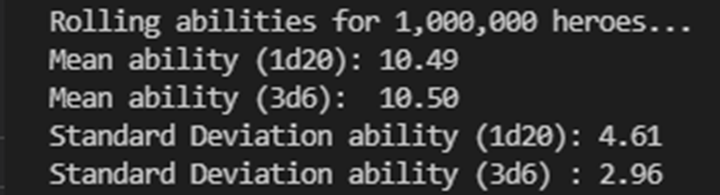 Rolling abilities for 1,000,000 heroes...
Mean ability (1d20): 10.49
Mean ability (3d6):  10.50
Standard Deviation ability (1d20): 4.61
Standard Deviation ability (3d6) : 2.96